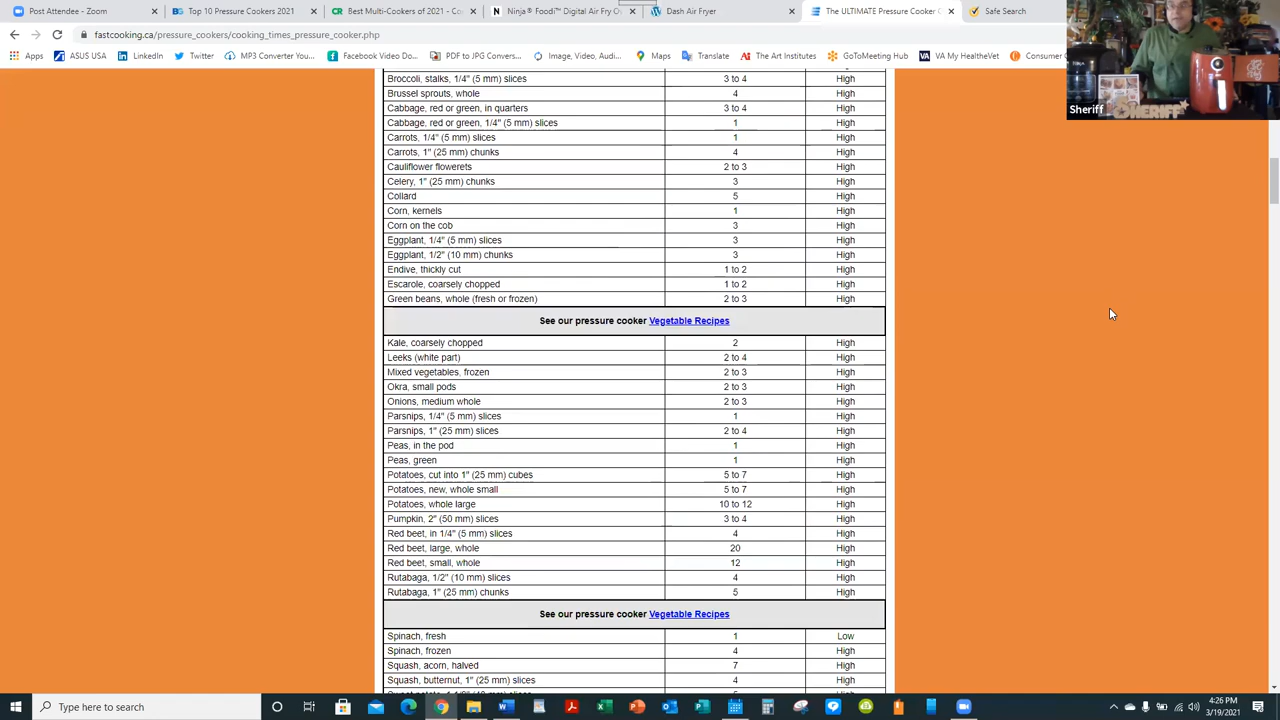 Post Attendee - Zoom
Top 10 Pressure Cookers 2021
Best Multi-Cookers of 2021 - Co
Ninja® Foodi™ Digital Air Fry O
Dash Air Fryer
The ULTIMATE Pressure Cooker
Safe Search
fastcooking.ca/pressure_cookers/cooking_times_pressure_cooker.php
Apps ASUS USA LinkedIn Twitter MP3 Converter You... Facebook Video Do... PDF to JPG Convers... Image, Video, Audi... Maps Translate The Art Institutes GoToMeeting Hub VA My HealtheVet Consumer
Sheriff
SHERIFF
Broccoli, stalks, 1/4" (5 mm) slices 3 to 4 High
Brussel sprouts, whole 4 High
Cabbage, red or green, in quarters 3 to 4 High
Cabbage, red or green, 1/4" (5 mm) slices 1 High
Carrots, 1/4" (5 mm) slices 1 High
Carrots, 1" (25 mm) chunks 4 High
Cauliflower flowerets 2 to 3 High
Celery, 1" (25 mm) chunks 3 High
Collard 5 High
Corn, kernels 1 High
Corn on the cob 3 High
Eggplant, 1/4" (5 mm) slices 3 High
Eggplant, 1/2" (10 mm) chunks 3 High
Endive, thickly cut 1 to 2 High
Escarole, coarsely chopped 1 to 2 High
Green beans, whole (fresh or frozen) 2 to 3 High
See our pressure cooker Vegetable Recipes
Kale, coarsely chopped 2 High
Leeks (white part) 2 to 4 High
Mixed vegetables, frozen 2 to 3 High
Okra, small pods 2 to 3 High
Onions, medium whole 2 to 3 High
Parsnips, 1/4" (5 mm) slices 1 High
Parsnips, 1" (25 mm) slices 2 to 4 High
Peas, in the pod 1 High
Peas, green 1 High
Potatoes, cut into 1" (25 mm) cubes 5 to 7 High
Potatoes, new, whole small 5 to 7 High
Potatoes, whole large 10 to 12 High
Pumpkin, 2" (50 mm) slices 3 to 4 High
Red beet, in 1/4" (5 mm) slices 4 High
Red beet, large, whole 20 High
Red beet, small, whole 12 High
Rutabaga, 1/2" (10 mm) slices 4 High
Rutabaga, 1" (25 mm) chunks 5 High
See our pressure cooker Vegetable Recipes
Spinach, fresh 1 Low
Spinach, frozen 4 High
Squash, acorn, halved 7 High
Squash, butternut, 1" (25 mm) slices 4 High
Type here to search
4:26 PM
3/19/2021